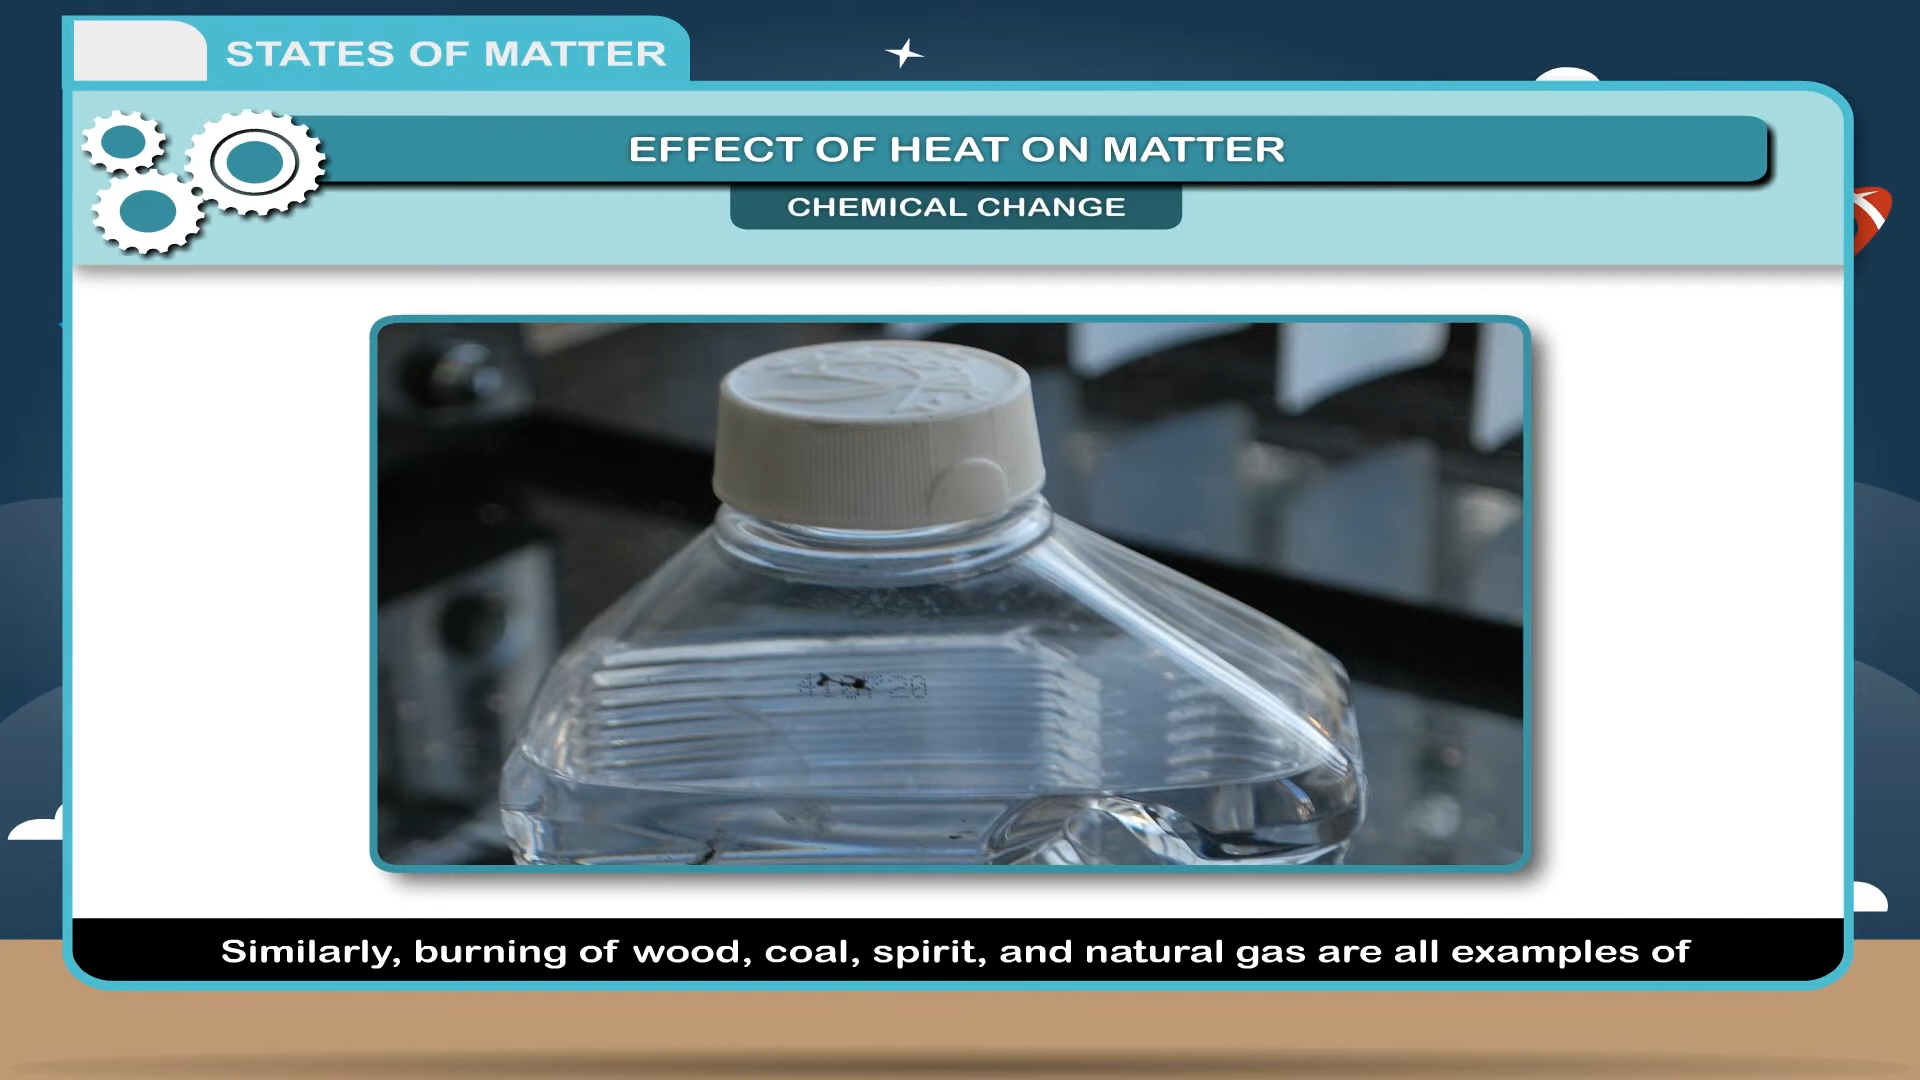 STATES OF MATTER
EFFECT OF HEAT ON MATTER
CHEMICAL CHANGE
Similarly, burning of wood, coal, spirit, and natural gas are all examples of